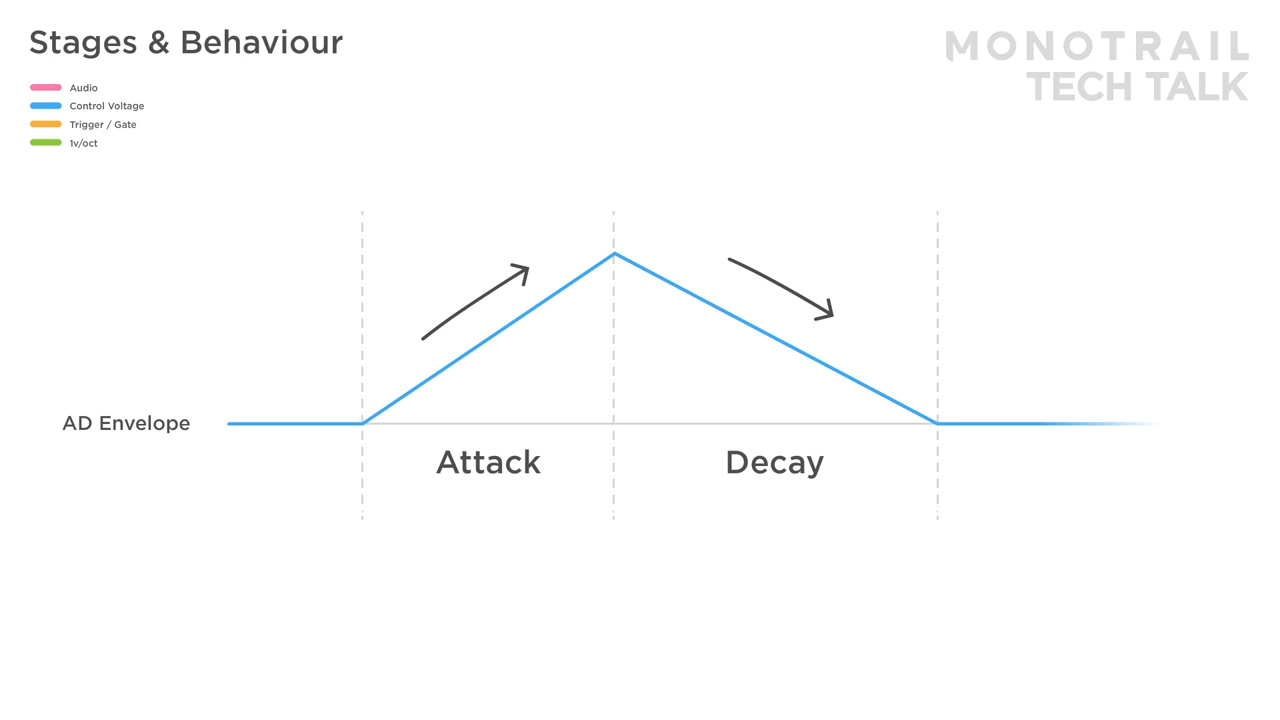 Stages & Behaviour
MONOTRAIL
TECH TALK
Audio
Control Voltage
Trigger / Gate
1v/oct
AD Envelope
Attack
Decay